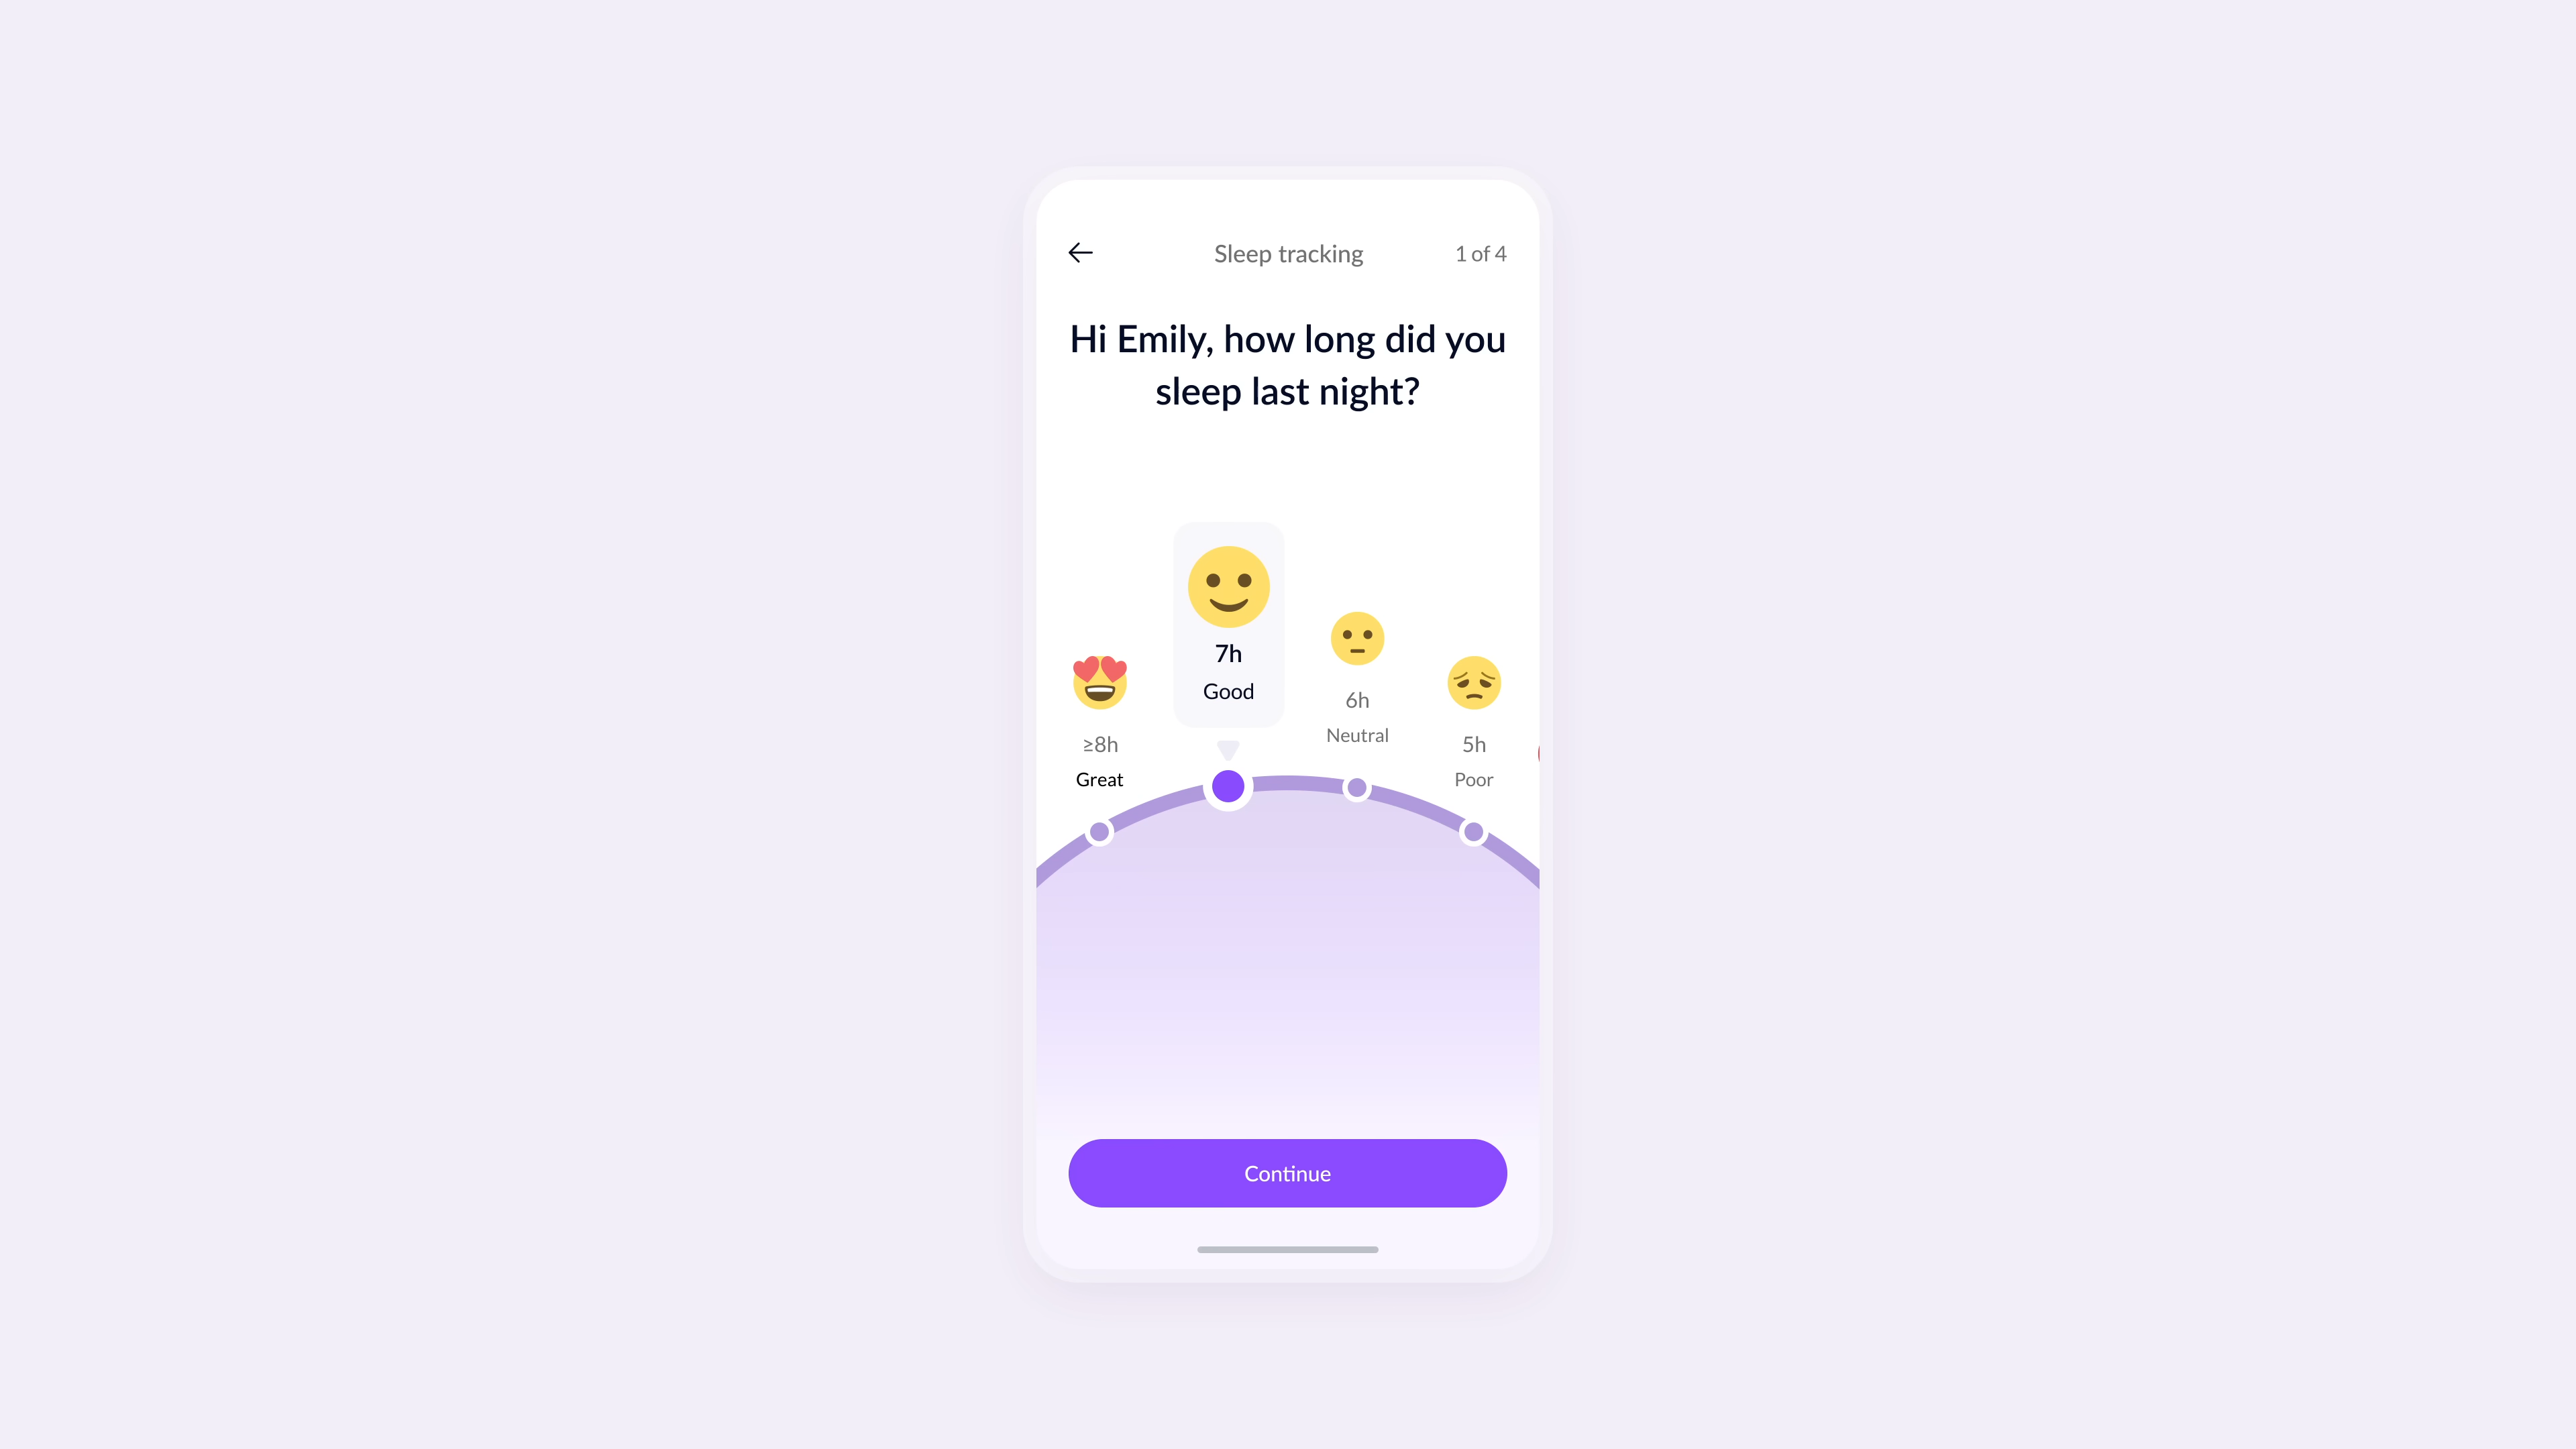 Sleep tracking
1 of 4
Hi Emily, how long did you
sleep last night?
≥8h
Great
7h
Good
6h
Neutral
5h
Poor
Continue